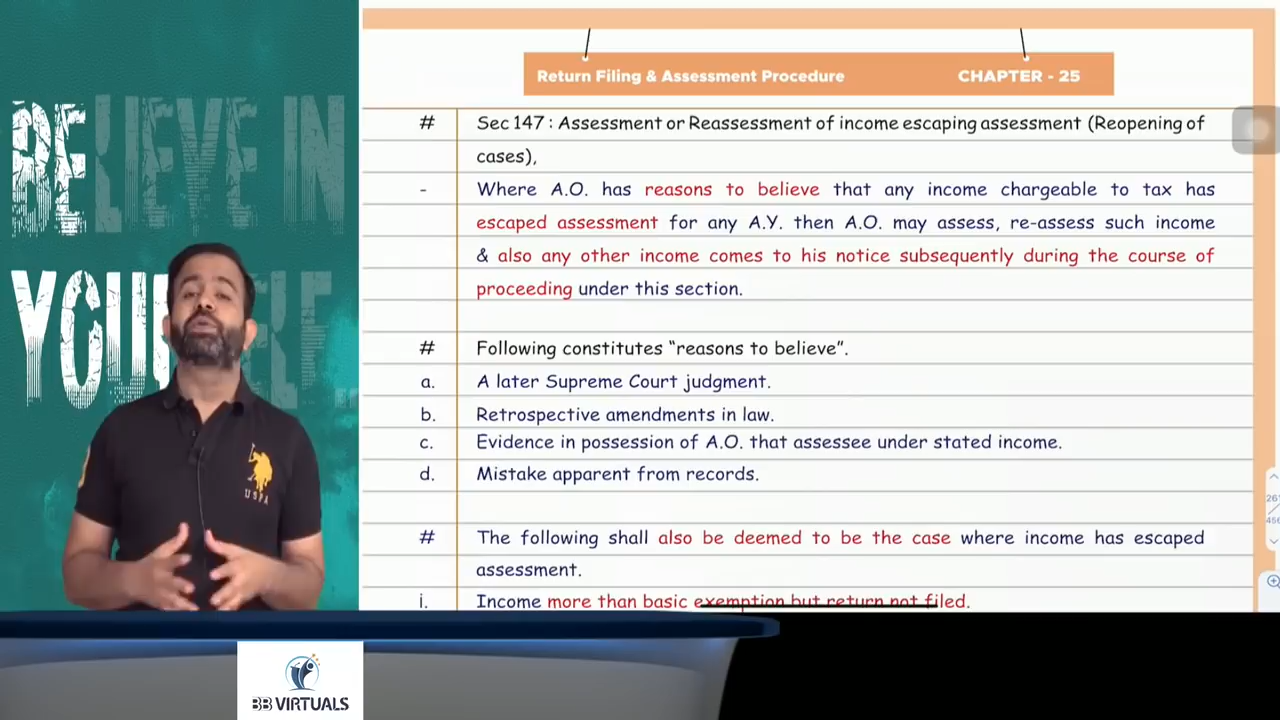 BELIEVE IN
YOURSELF..
Return Filing & Assessment Procedure CHAPTER - 25
# Sec 147 : Assessment or Reassessment of income escaping assessment (Reopening of
cases),
- Where A.O. has reasons to believe that any income chargeable to tax has
escaped assessment for any A.Y. then A.O. may assess, re-assess such income
& also any other income comes to his notice subsequently during the course of
proceeding under this section.
# Following constitutes “reasons to believe”.
a. A later Supreme Court judgment.
b. Retrospective amendments in law.
c. Evidence in possession of A.O. that assessee under stated income.
d. Mistake apparent from records.
# The following shall also be deemed to be the case where income has escaped
assessment.
i. Income more than basic exemption but return not filed.
USPA
BB VIRTUALS